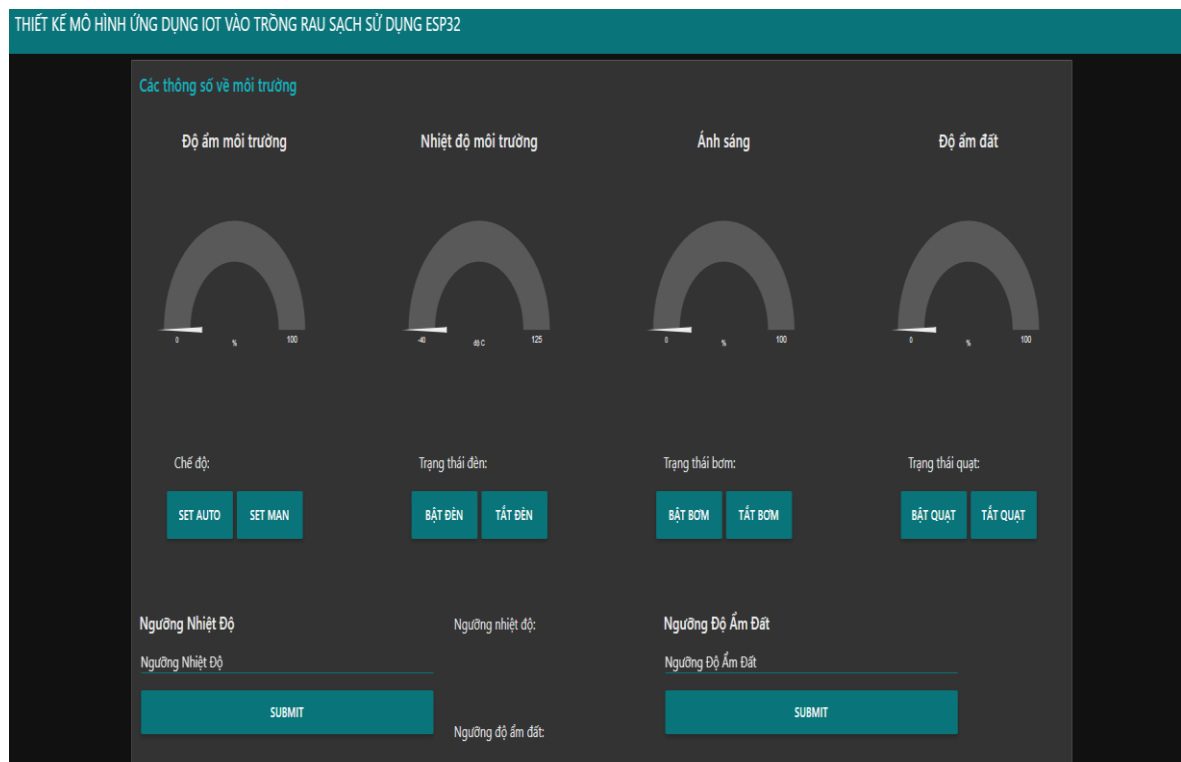 THIẾT KẾ MÔ HÌNH ỨNG DỤNG IOT VÀO TRỒNG RAU SẠCH SỬ DỤNG ESP32
Các thông số về môi trường
Độ ẩm môi trường
Nhiệt độ môi trường
Ánh sáng
Độ ẩm đất
0 % 100
-40 độ C 125
0 % 100
0 % 100
Chế độ:
Trạng thái đèn:
Trạng thái bơm:
Trạng thái quạt:
SET AUTO SET MAN
BẬT ĐÈN TẮT ĐÈN
BẬT BƠM TẮT BƠM
BẬT QUẠT TẮT QUẠT
Ngưỡng Nhiệt Độ
Ngưỡng nhiệt độ:
Ngưỡng Độ Ẩm Đất
Ngưỡng Nhiệt Độ
Ngưỡng Độ Ẩm Đất
SUBMIT
SUBMIT
Ngưỡng độ ẩm đất: